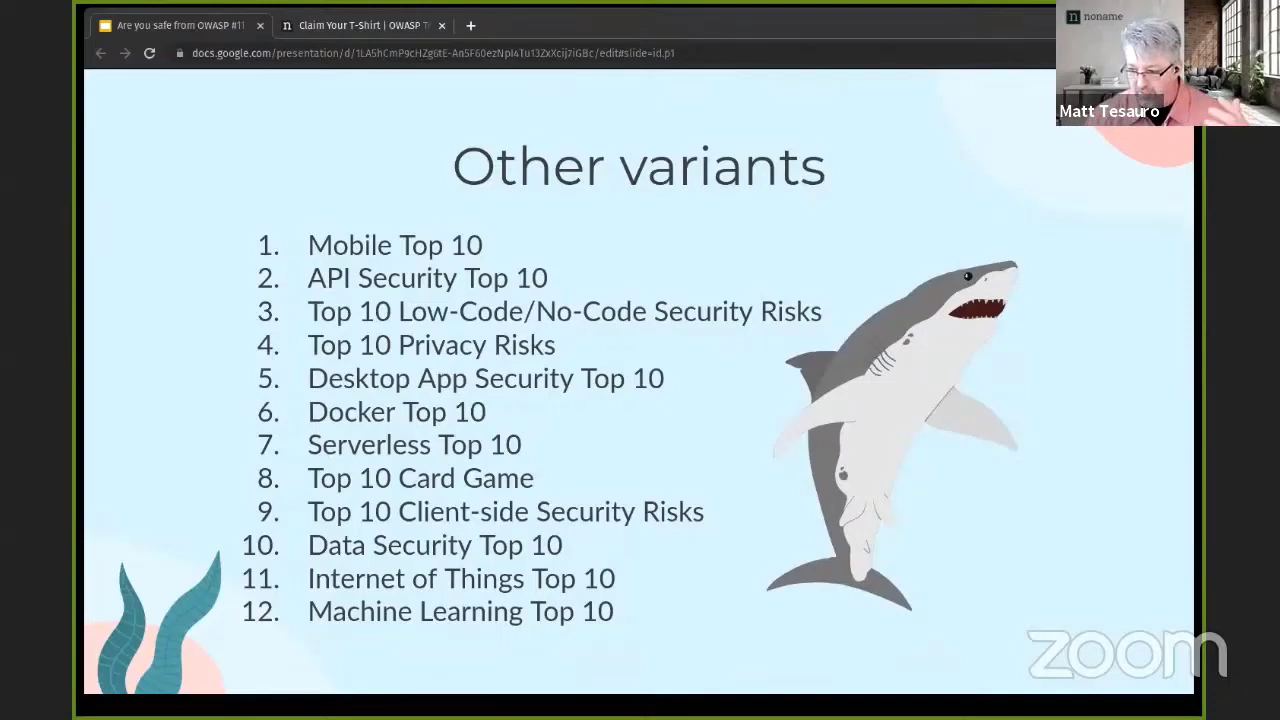 Are you safe from OWASP #1
Claim Your T-Shirt | OWASP T
noname
Matt Tesauro
Other variants
1. Mobile Top 10
2. API Security Top 10
3. Top 10 Low-Code/No-Code Security Risks
4. Top 10 Privacy Risks
5. Desktop App Security Top 10
6. Docker Top 10
7. Serverless Top 10
8. Top 10 Card Game
9. Top 10 Client-side Security Risks
10. Data Security Top 10
11. Internet of Things Top 10
12. Machine Learning Top 10
zoom